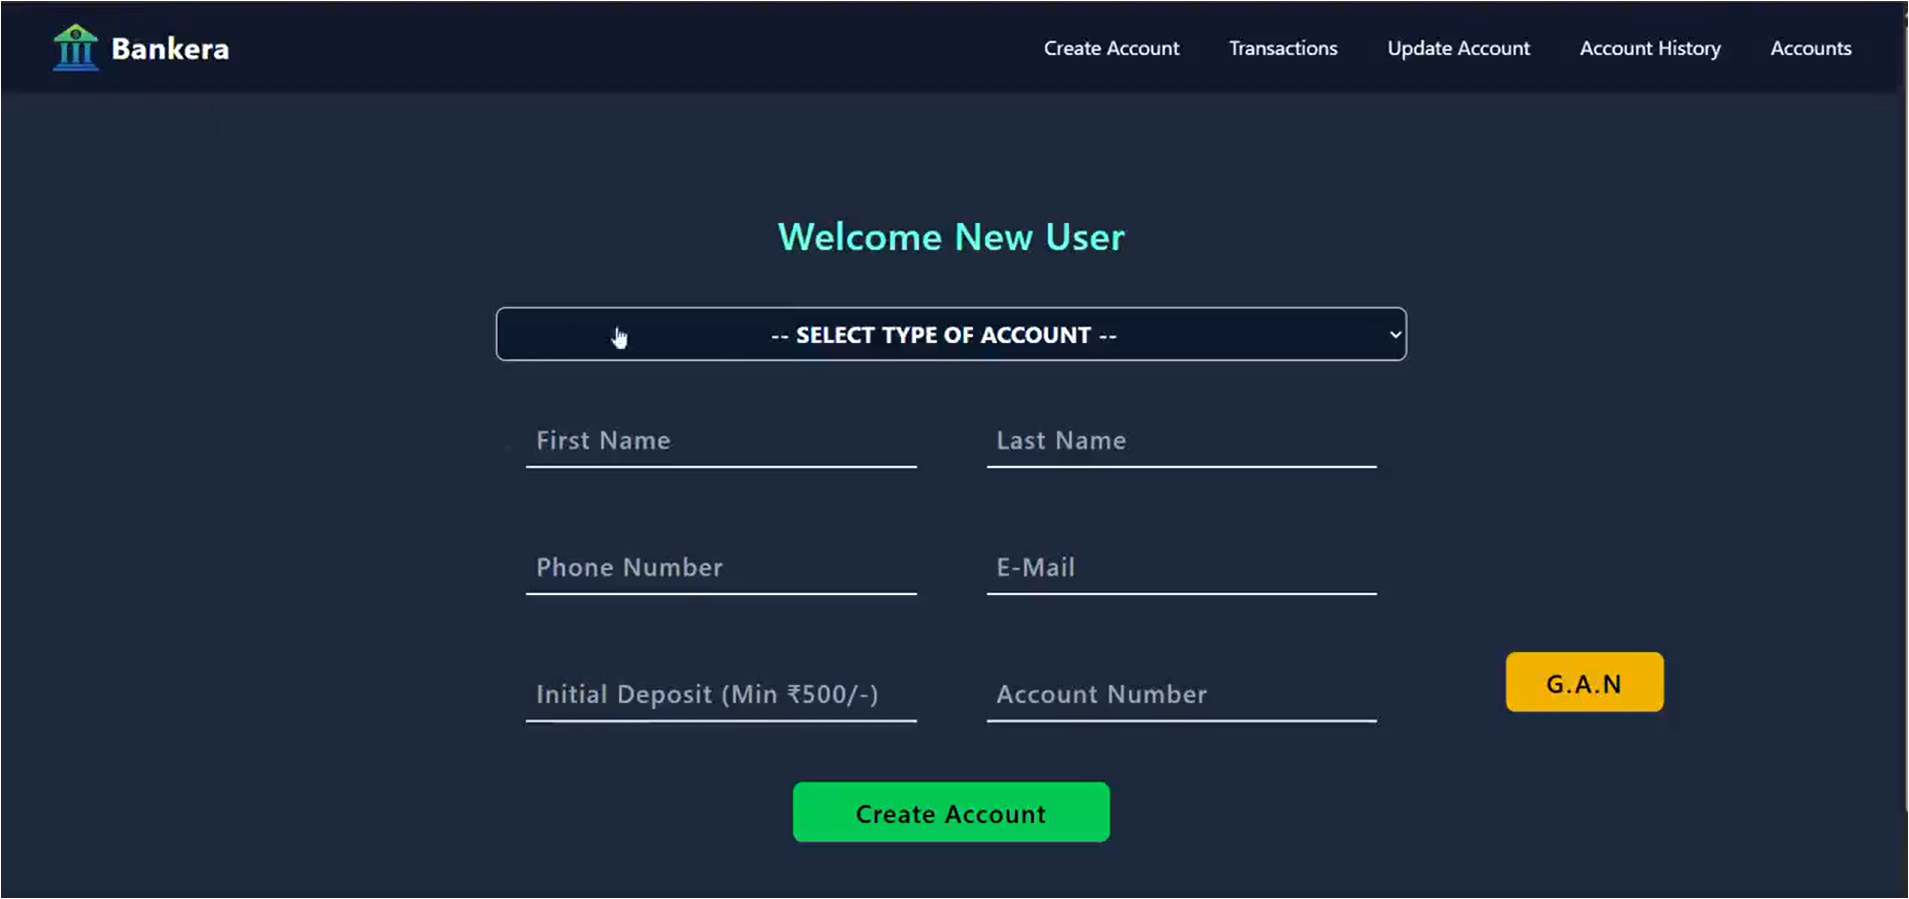 Bankera
Create Account Transactions Update Account Account History Accounts
Welcome New User
-- SELECT TYPE OF ACCOUNT --
First Name Last Name
Phone Number E-Mail
Initial Deposit (Min ₹500/-) Account Number G.A.N
Create Account